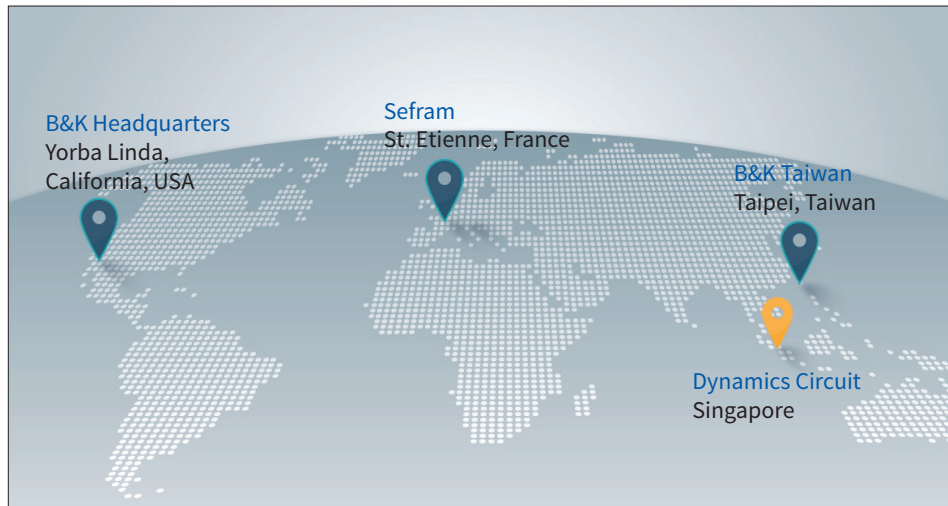 B&K Headquarters
Yorba Linda,
California, USA
Sefram
St. Etienne, France
B&K Taiwan
Taipei, Taiwan
Dynamics Circuit
Singapore